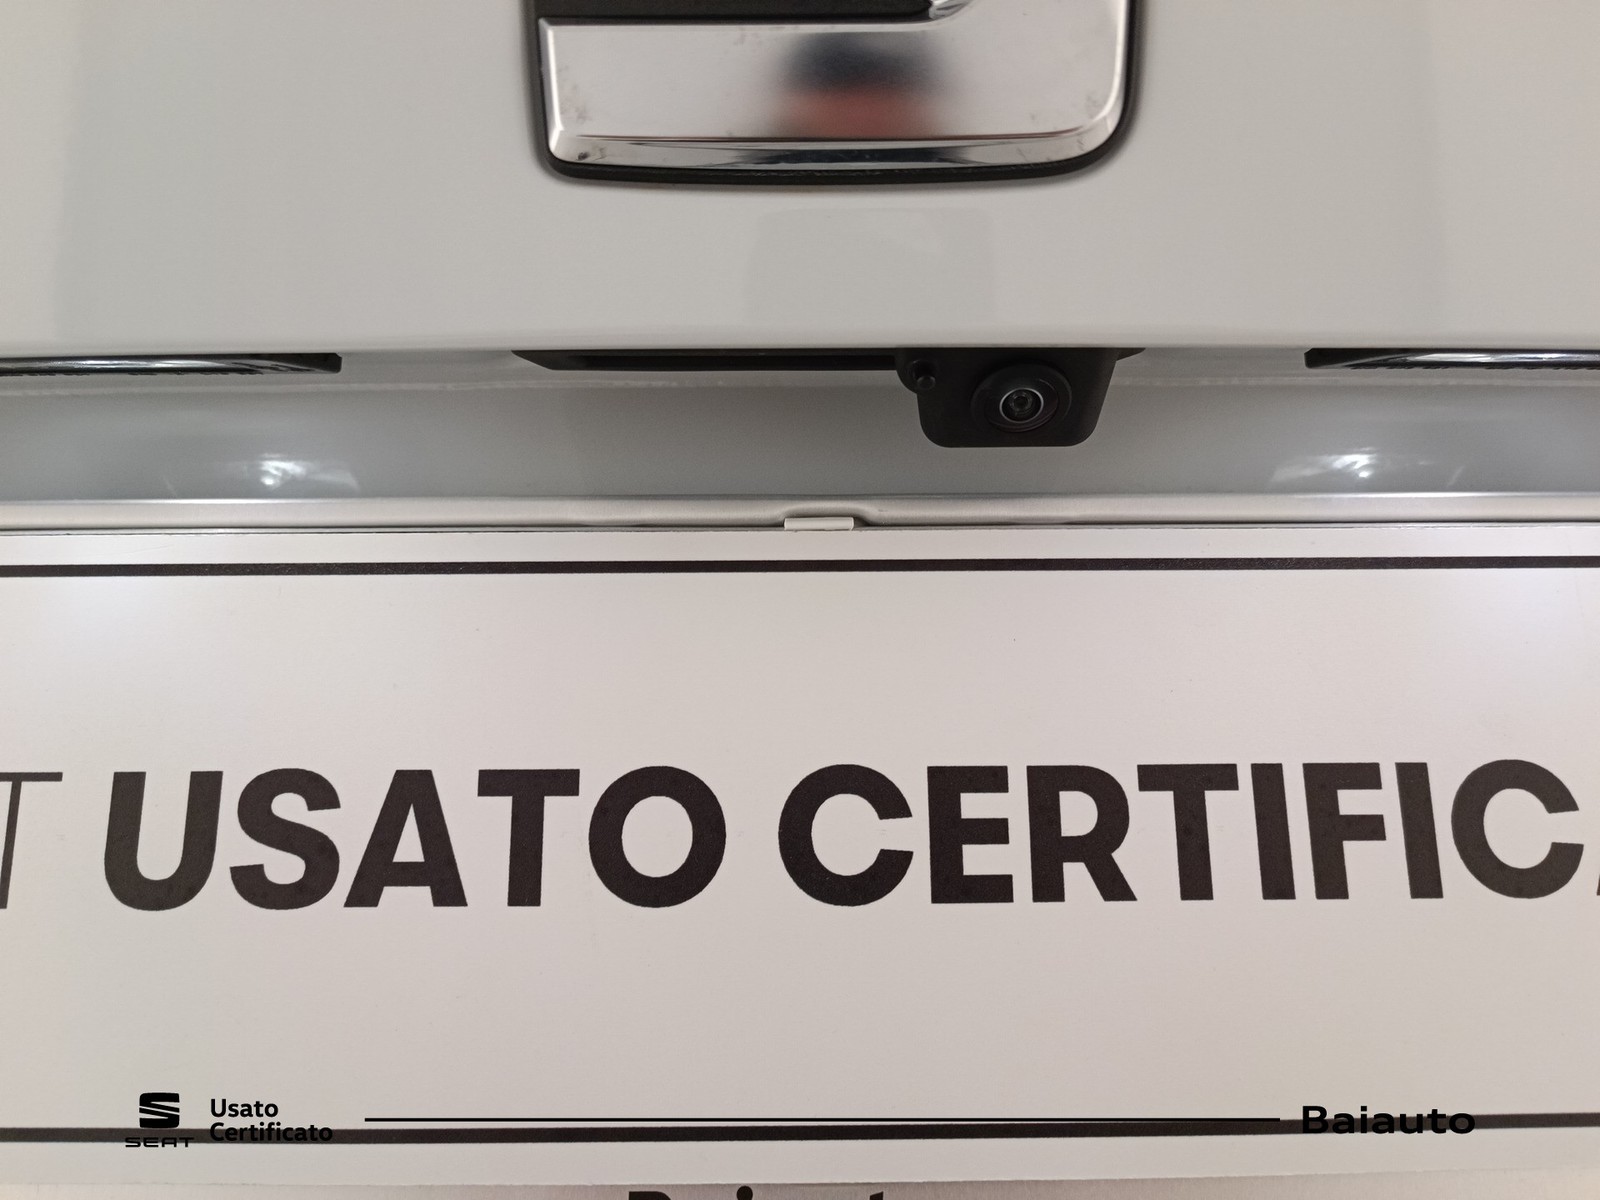 T USATO CERTIFIC
SEAT
Usato
Certificato
Baiauto